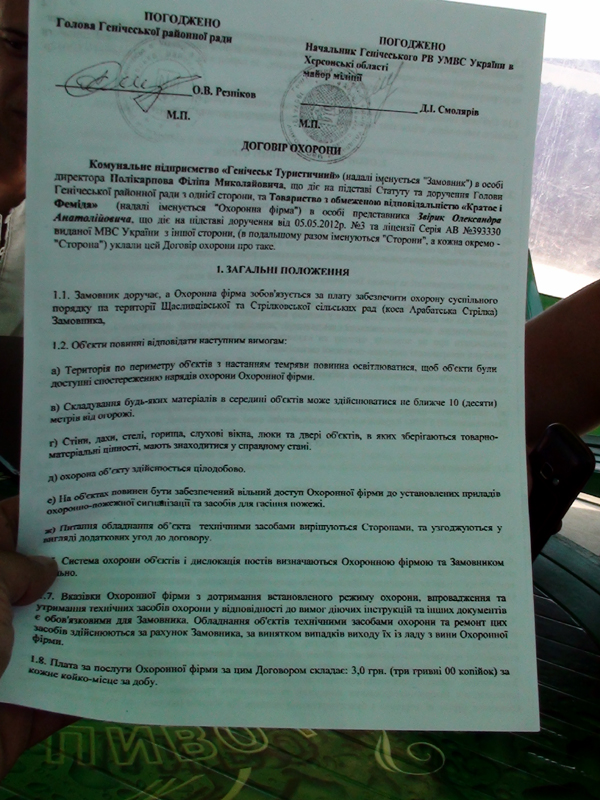 ПОГОДЖЕНО
Голова Генічеської районної ради
О.В. Резніков
М.П.
ПОГОДЖЕНО
Начальник Генічеського РВ УМВС України в
Херсонські області
майор міліції
Д.І. Смолярів
М.П.
ДОГОВІР ОХОРОНИ
Комунальне підприємство «Генічеськ Туристичний» (надалі іменується "Замовник") в особі
директора Полікарпова Філіпа Миколайовича, що діє на підставі Статуту та доручення Голови
Генічеської районної ради з однієї сторони, та Товариство з обмеженою відповідальністю «Кратос і
Феміда» (надалі іменується "Охоронна фірма") в особі представника Звірик Олександра
Анатолійовича, що діє на підставі доручення від 05.05.2012р. №3 та ліцензії Серія АВ №393330
виданої МВС України з іншої сторони, (в подальшому разом іменуються "Сторони", а кожна окремо -
"Сторона") уклали цей Договір охорони про таке.
1. ЗАГАЛЬНІ ПОЛОЖЕННЯ
1.1. Замовник доручає, а Охоронна фірма зобов'язується за плату забезпечити охорону суспільного
порядку на території Щасливцівської та Стрілковської сільських рад (коса Арабатська Стрілка)
Замовника,
1.2. Об'єкти повинні відповідати наступним вимогам:
а) Територія по периметру об'єктів з настанням темряви повинна освітлюватися, щоб об'єкти були
доступні спостереженню нарядів охорони Охоронної фірми.
в) Складування будь-яких матеріалів в середині об'єктів може здійснюватися не ближче 10 (десяти)
метрів від огорожі.
г) Стіни, дахи, стелі, горища, слухові вікна, люки та двері об'єктів, в яких зберігаються товарно-
матеріальні цінності, мають знаходитися у справному стані.
д) охорона об'єкту здійснюється цілодобово.
е) На об'єктах повинен бути забезпечений вільний доступ Охоронної фірми до установлених приладів
охоронно-пожежної сигналізації та засобів для гасіння пожежі.
ж) Питання обладнання об'єкта технічними засобами вирішуються Сторонами, та узгоджуються у
вигляді додаткових угод до договору.
Система охорони об'єктів і дислокація постів визначаються Охоронною фірмою та Замовником
льно.
.7. Вказівки Охоронної фірми з дотримання встановленого режиму охорони, впровадження та
утримання технічних засобів охорони у відповідності до вимог діючих інструкцій та інших документів
є обов'язковими для Замовника. Обладнання об'єктів технічними засобами охорони та ремонт цих
засобів здійснюються за рахунок Замовника, за винятком випадків виходу їх із ладу з вини Охоронної
фірми.
1.8. Плата за послуги Охоронної фірми за цим Договором складає: 3,0 грн. (три гривні 00 копійок) за
кожне койко-місце за добу.
ПИВО